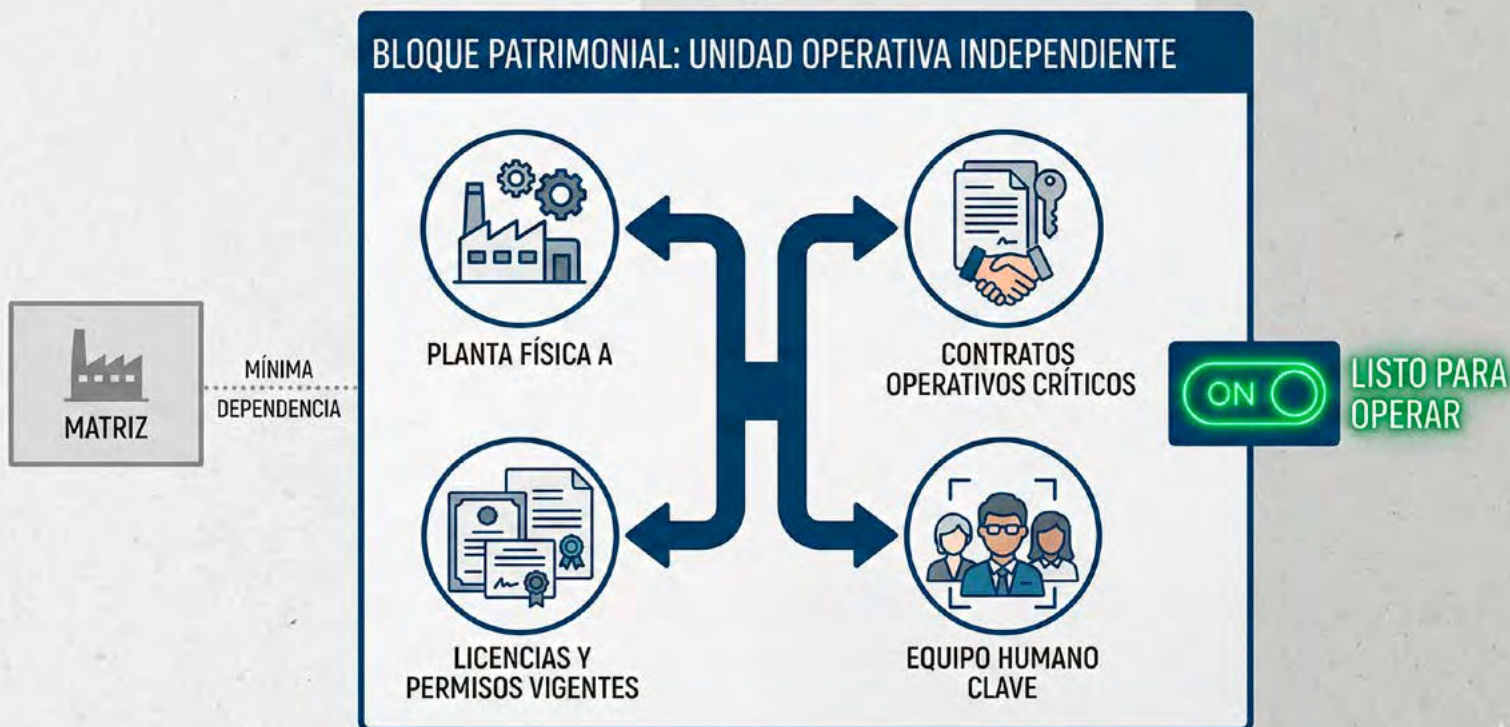 BLOQUE PATRIMONIAL: UNIDAD OPERATIVA INDEPENDIENTE
PLANTA FÍSICA A
CONTRATOS
OPERATIVOS CRÍTICOS
MATRIZ
MÍNIMA
DEPENDENCIA
ON
LISTO PARA
OPERAR
LICENCIAS Y
PERMISOS VIGENTES
EQUIPO HUMANO
CLAVE